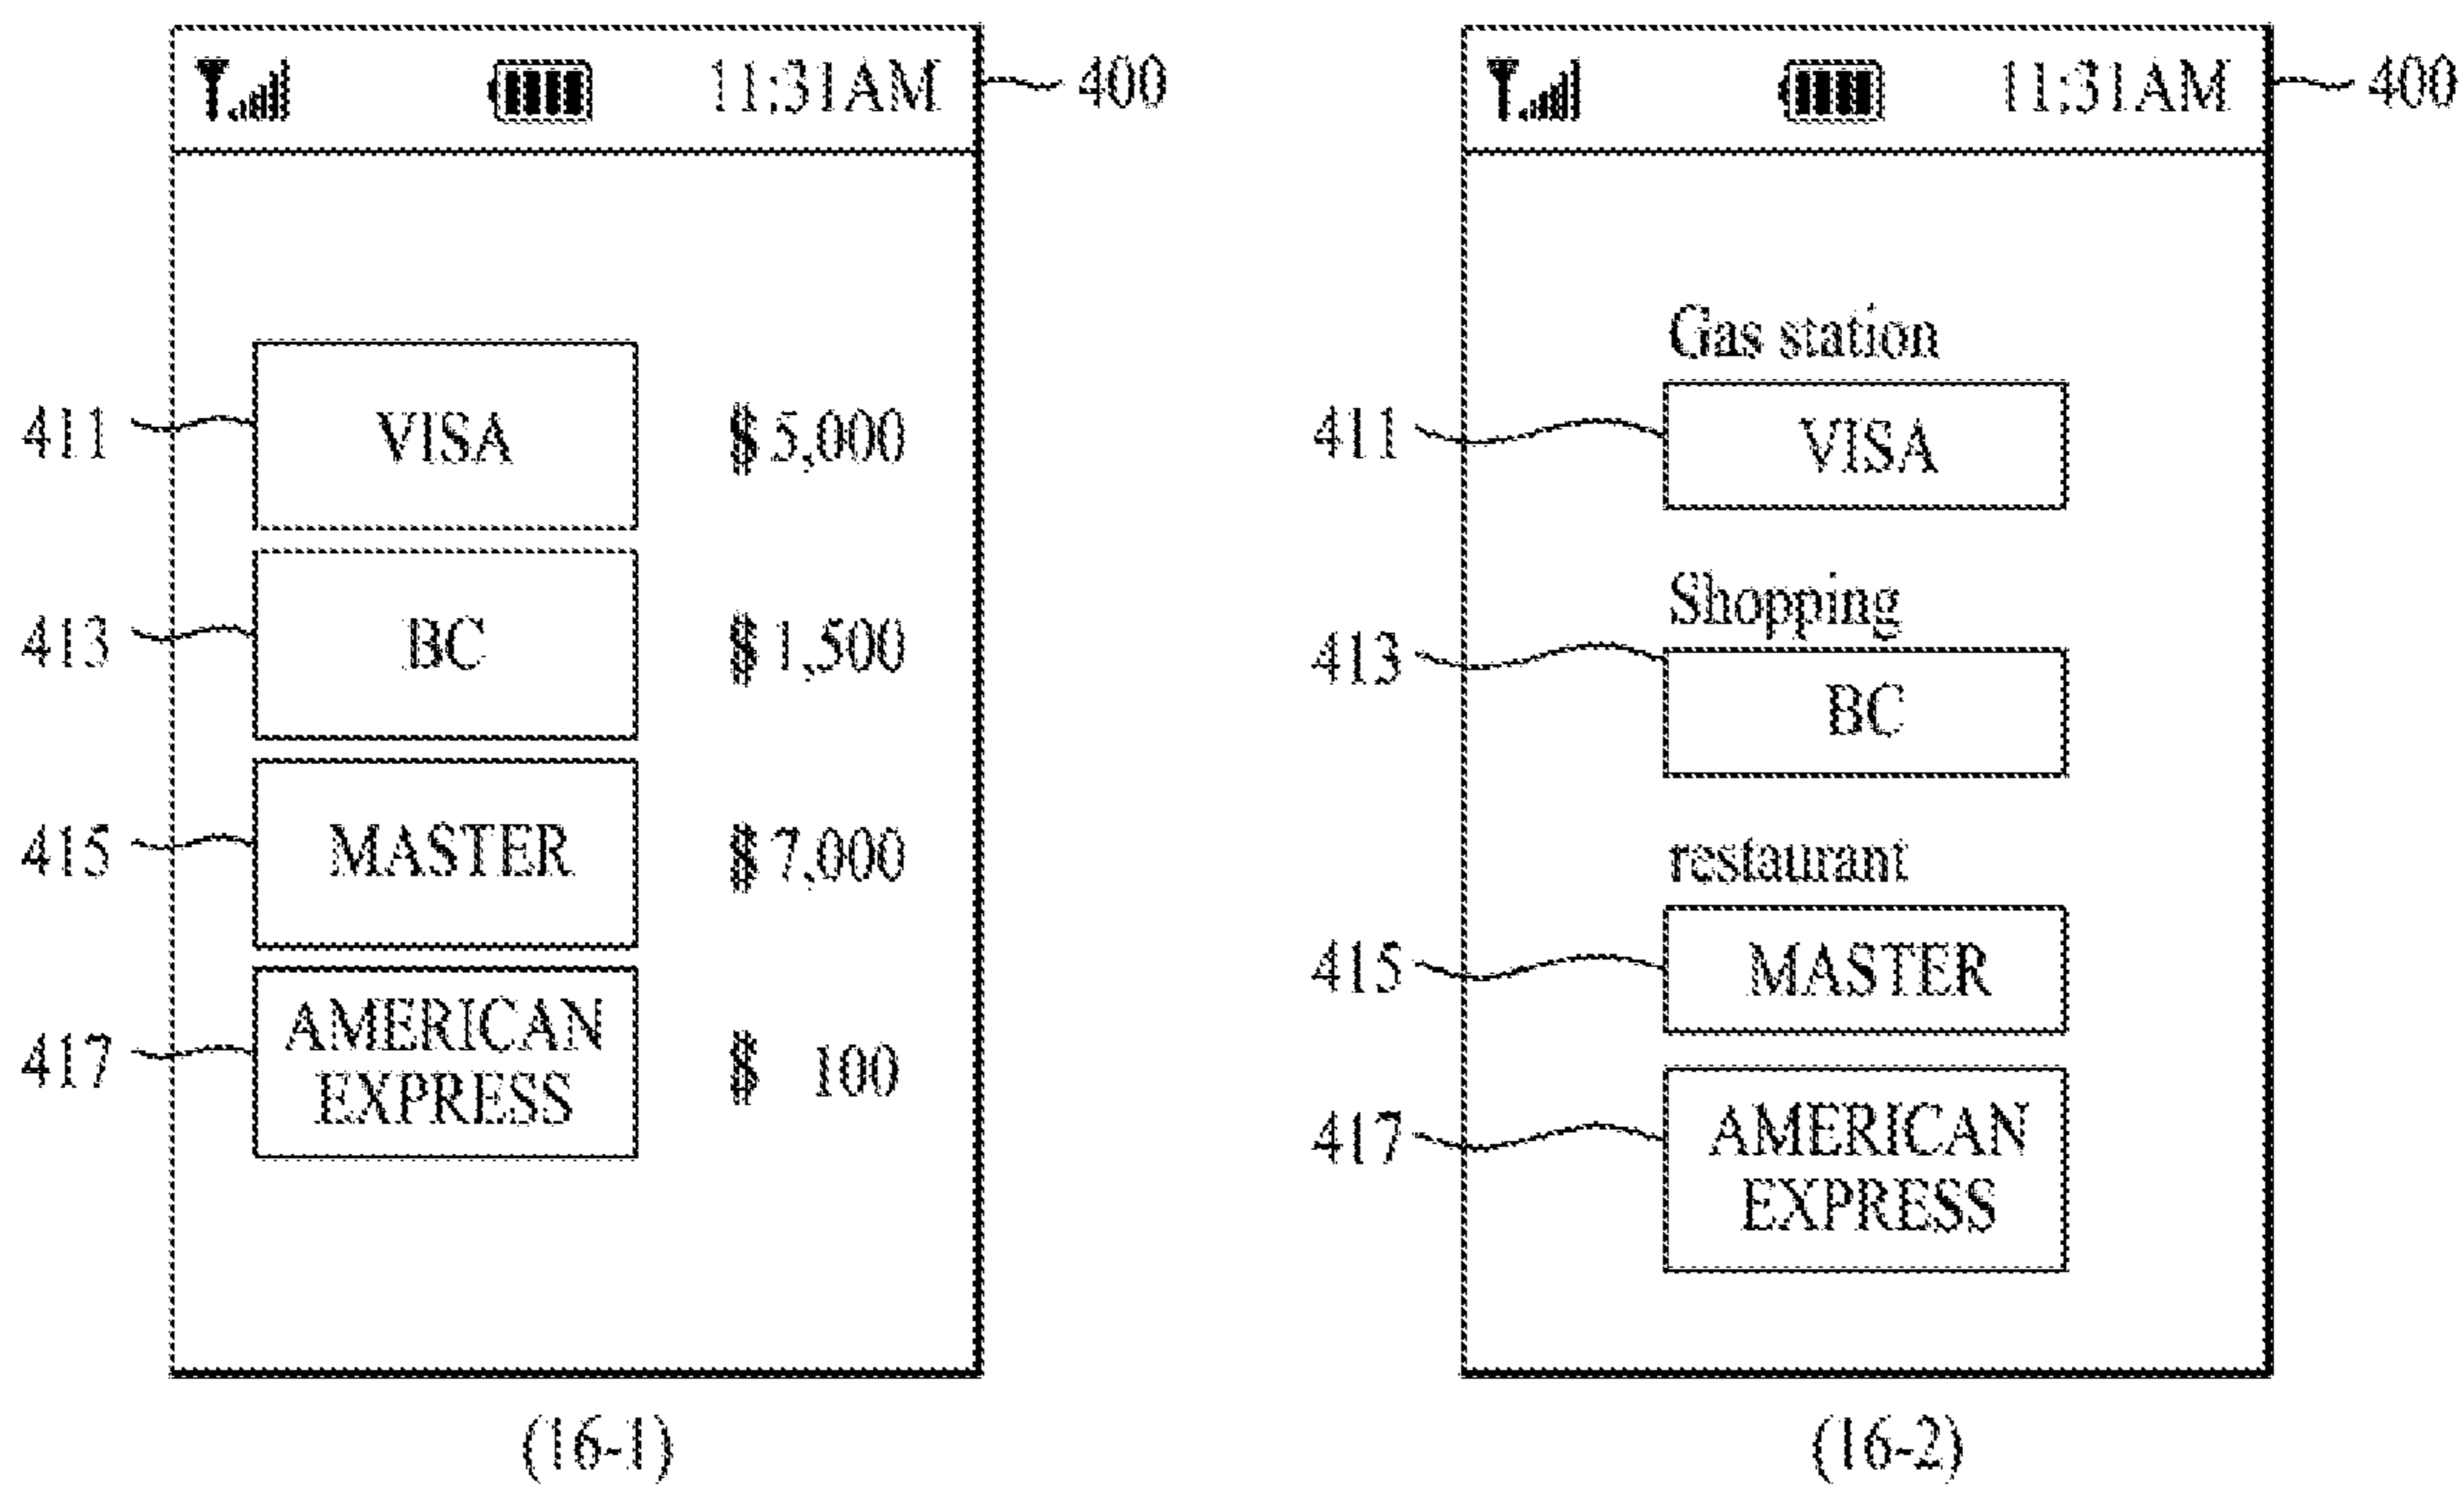 11:31AM 400
411 VISA $ 5,000
413 BC $ 1,500
415 MASTER $ 7,000
417 AMERICAN
EXPRESS $ 100
(16-1)
11:31AM 400
Gas station
411 VISA
Shopping
413
BC
restaurant
415 MASTER
417 AMERICAN
EXPRESS
(16-2)